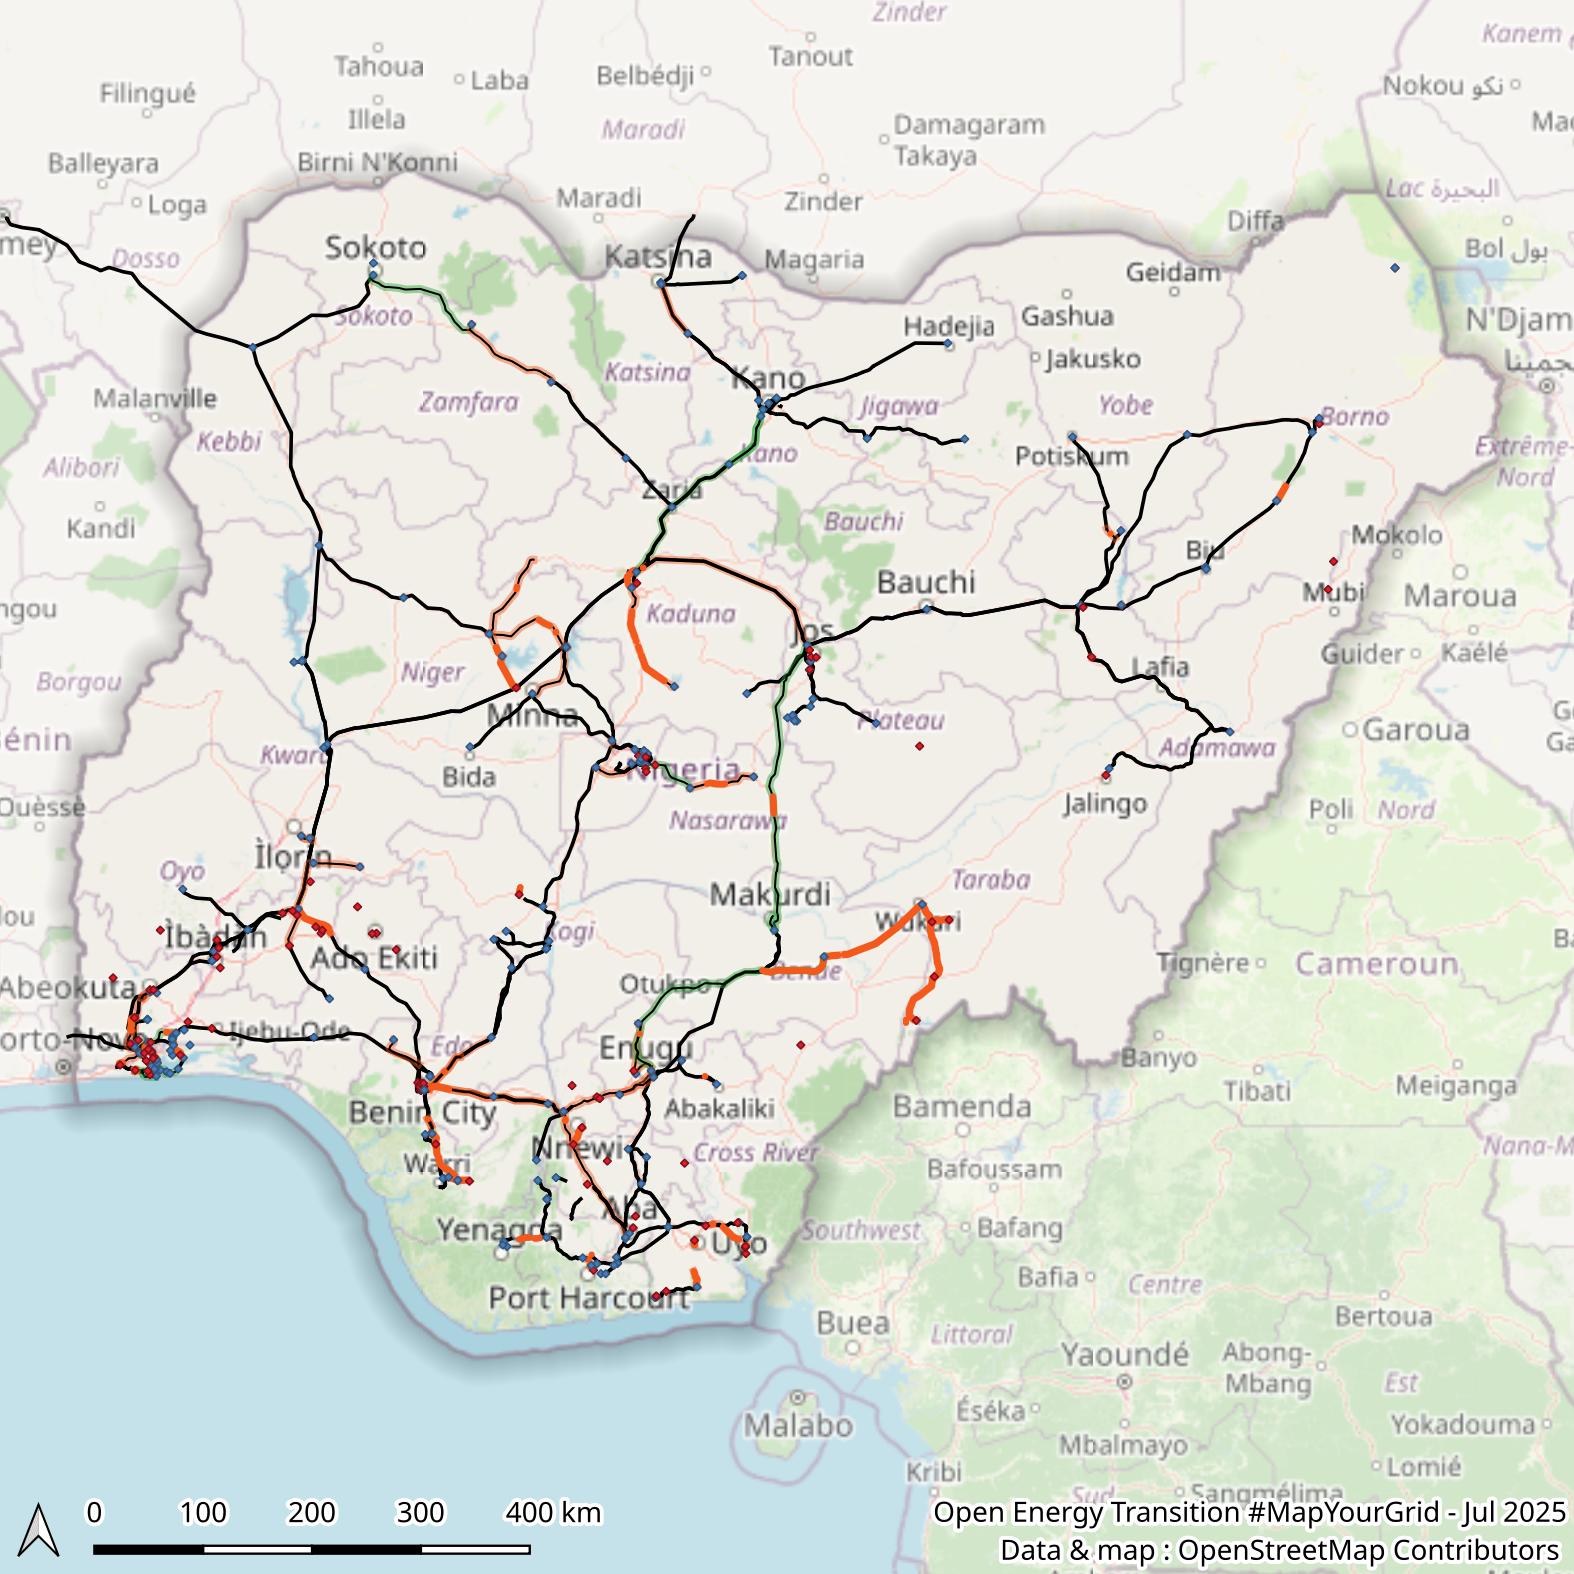 Zinder
Kanem
Tahoua
Laba
Belbédji
Tanout
Nokou نكو
Filingué
Illela
Maradi
Damagaram
Takaya
Balleyara
Birni N'Konni
Loga
Maradi
Zinder
Lac البحيرة
Diffa
mey
Dosso
Sokoto
Katsina
Magaria
Geidam
Bol بول
Sokoto
Hadejia
Gashua
N'Djam
Jakusko
Malanville
Zamfara
Katsina
Kano
Jigawa
Yobe
Borno
Kebbi
Alibori
Kano
Potiskum
Extrême-
Nord
Zaria
Kandi
Bauchi
Mokolo
Biu
Bauchi
Mubi
Maroua
Kaduna
Jos
Guider
Kaélé
Borgou
Niger
Lafia
Minna
Plateau
Garoua
Kwara
Nigeria
Adamawa
Bida
Ouèssè
Jalingo
Poli
Nord
Nasarawa
Ìlọrin
Oyo
Makurdi
Taraba
Wukari
Ìbàdàn
Ado Ekiti
Kogi
Tignère
Cameroon
Abeokuta
Otukpo
Benue
Porto-Novo
Ijebu-Ode
Edo
Enugu
Banyo
Tibati
Meiganga
Benin City
Abakaliki
Bamenda
Nnewi
Cross River
Nana-M
Warri
Bafoussam
Yenagoa
Aba
Uyo
Southwest
Bafang
Port Harcourt
Bafia
Centre
Bertoua
Buea
Littoral
Yaoundé
Abong-
Mbang
Est
Malabo
Éséka
Yokadouma
Mbalmayo
Kribi
Lomié
Sud
Sangmélima
0 100 200 300 400 km
Open Energy Transition #MapYourGrid - Jul 2025
Data & map : OpenStreetMap Contributors